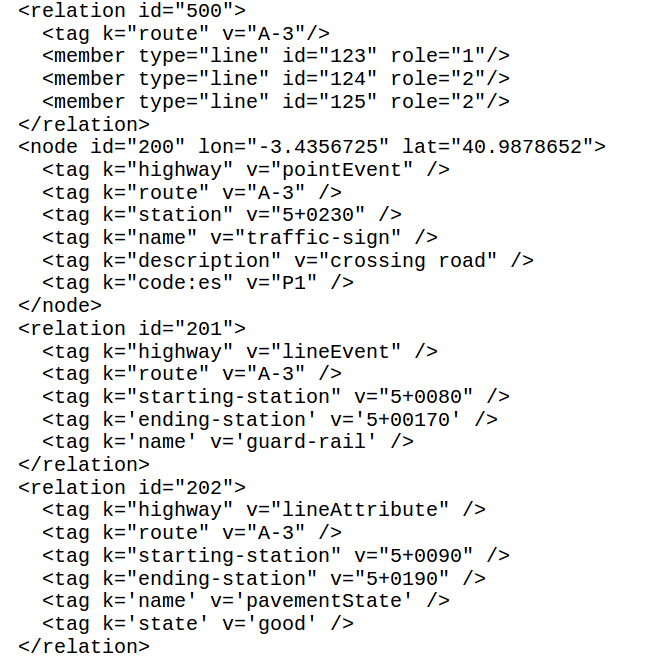 <relation id="500">
  <tag k="route" v="A-3"/>
  <member type="line" id="123" role="1"/>
  <member type="line" id="124" role="2"/>
  <member type="line" id="125" role="2"/>
</relation>
<node id="200" lon="-3.4356725" lat="40.9878652">
  <tag k="highway" v="pointEvent" />
  <tag k="route" v="A-3" />
  <tag k="station" v="5+0230" />
  <tag k="name" v="traffic-sign" />
  <tag k="description" v="crossing road" />
  <tag k="code:es" v="P1" />
</node>
<relation id="201">
  <tag k="highway" v="lineEvent" />
  <tag k="route" v="A-3" />
  <tag k="starting-station" v="5+0080" />
  <tag k='ending-station' v='5+00170' />
  <tag k='name' v='guard-rail' />
</relation>
<relation id="202">
  <tag k="highway" v="lineAttribute" />
  <tag k="route" v="A-3" />
  <tag k="starting-station" v="5+0090" />
  <tag k="ending-station" v="5+0190" />
  <tag k='name' v='pavementState' />
  <tag k='state' v='good' />
</relation>